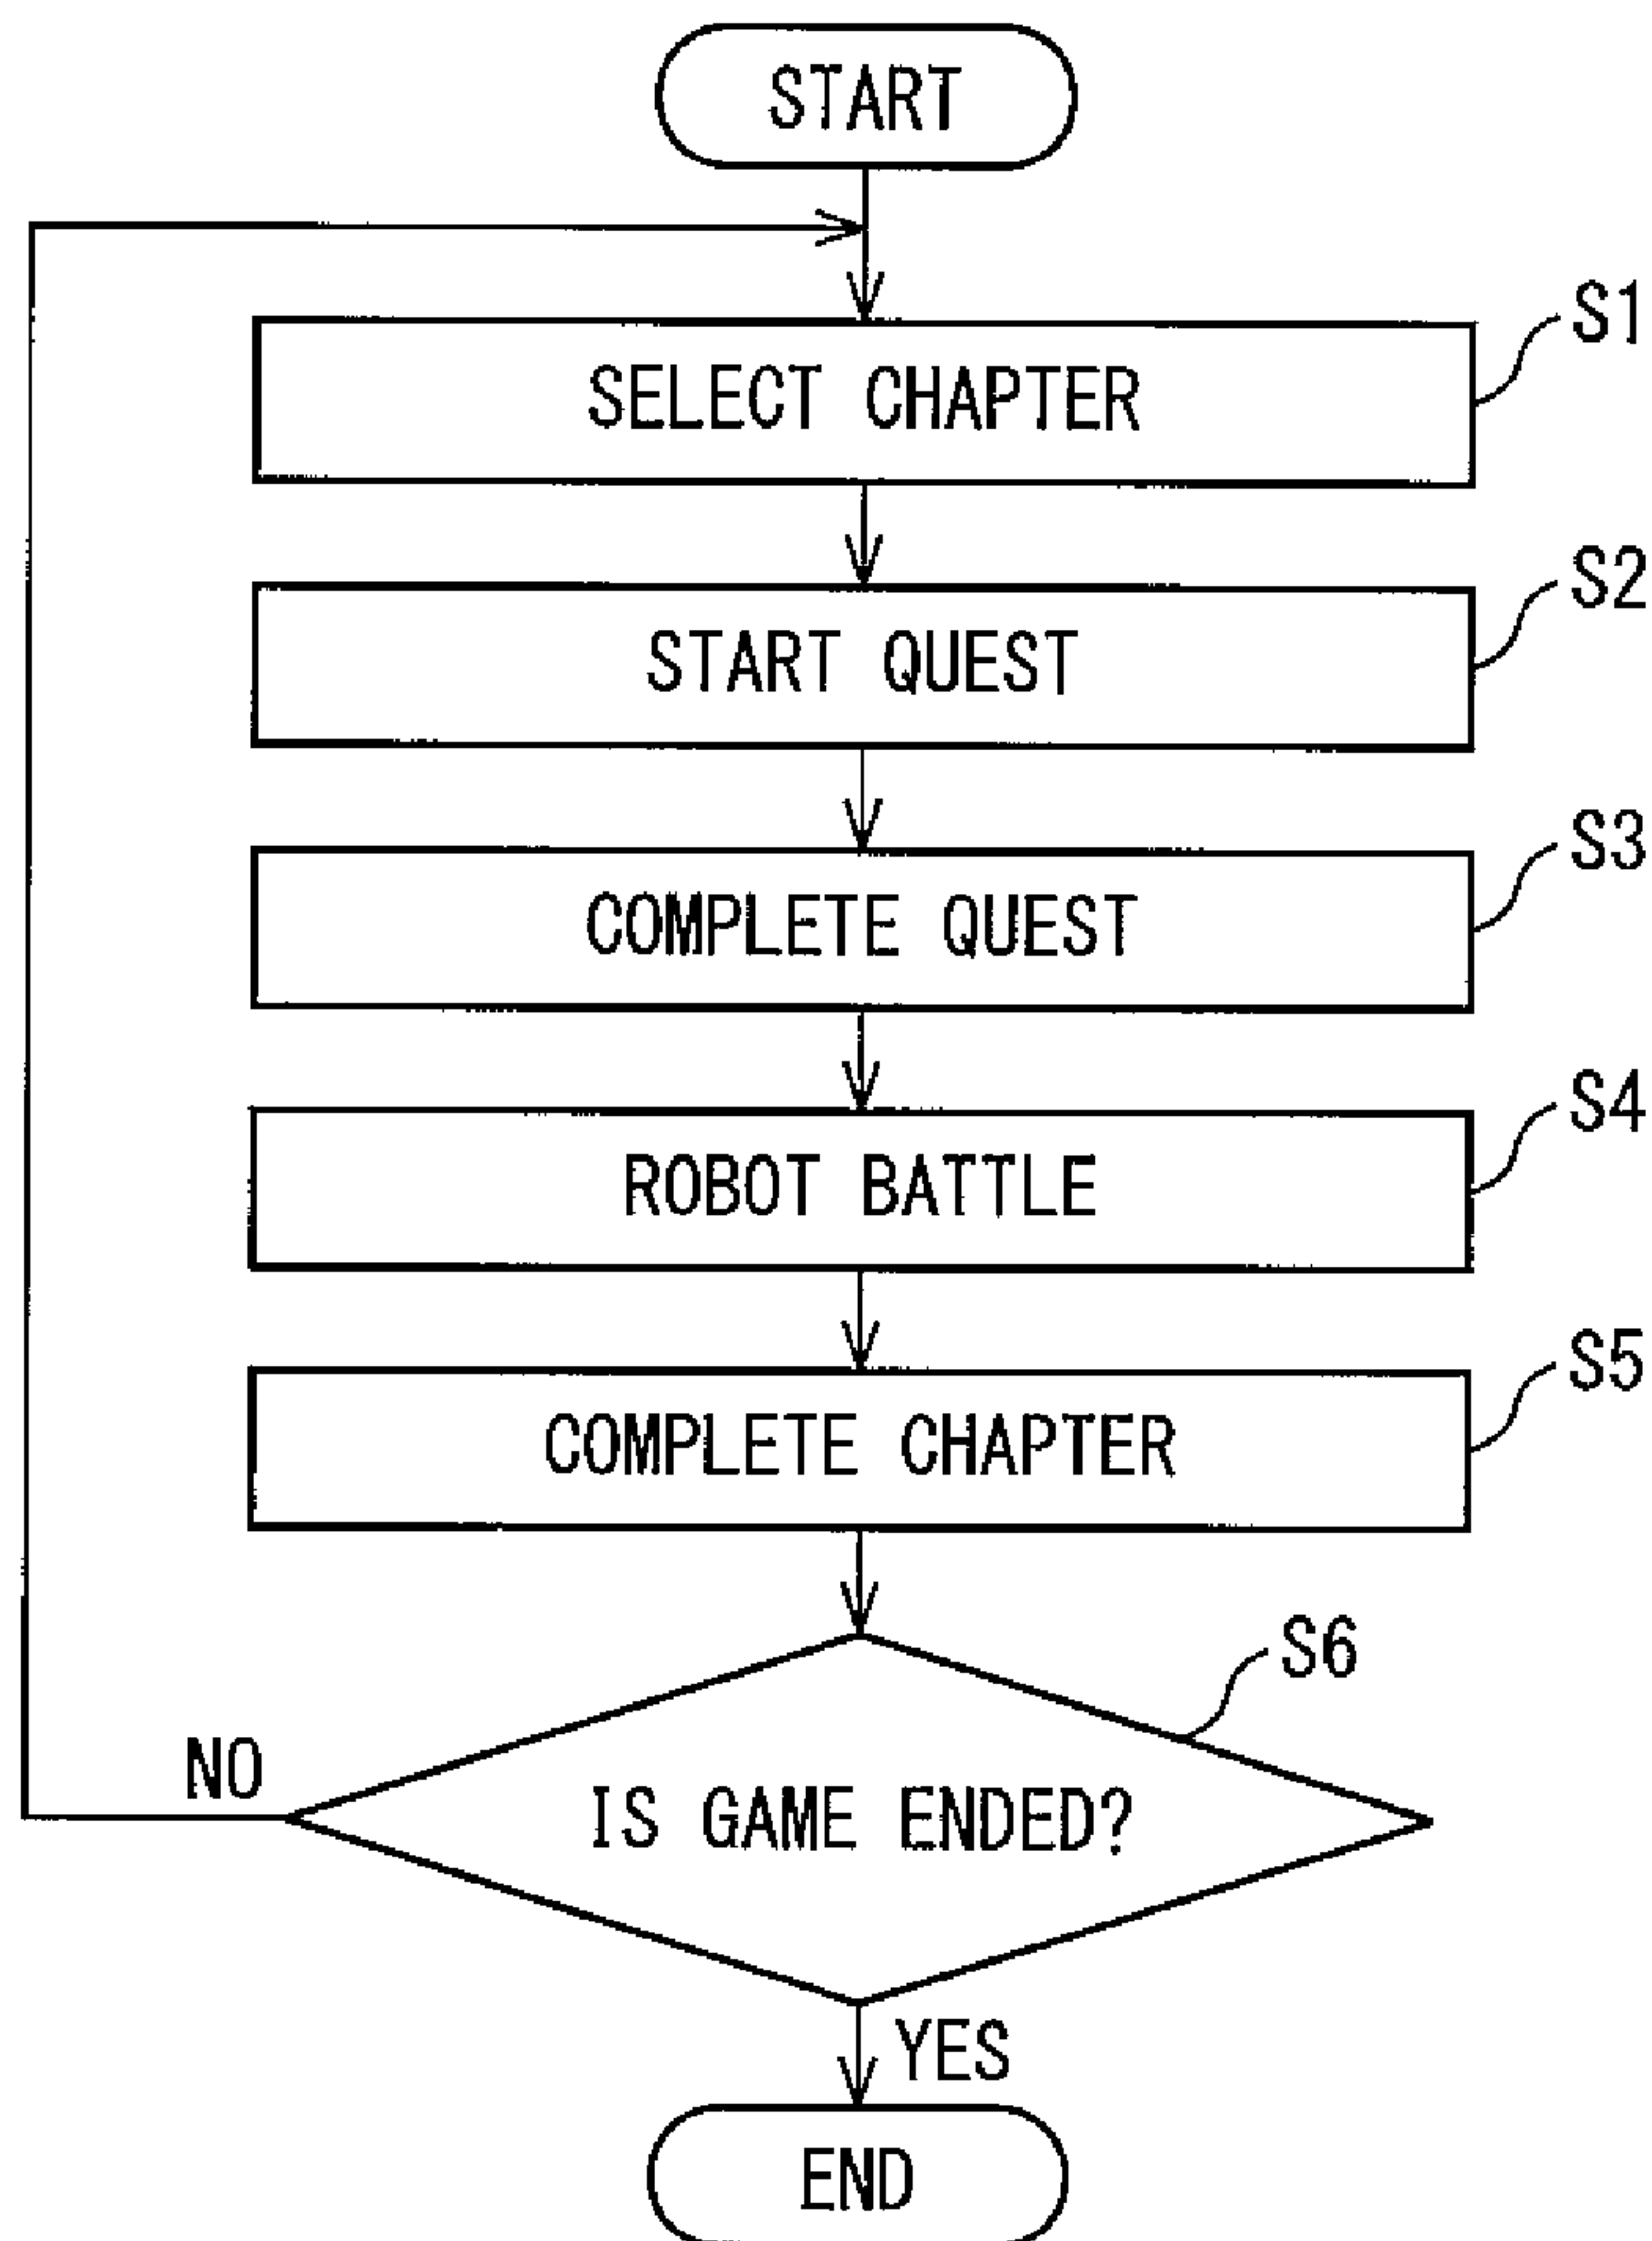 START
S1
SELECT CHAPTER
S2
START QUEST
S3
COMPLETE QUEST
S4
ROBOT BATTLE
S5
COMPLETE CHAPTER
S6
NO
IS GAME ENDED?
YES
END